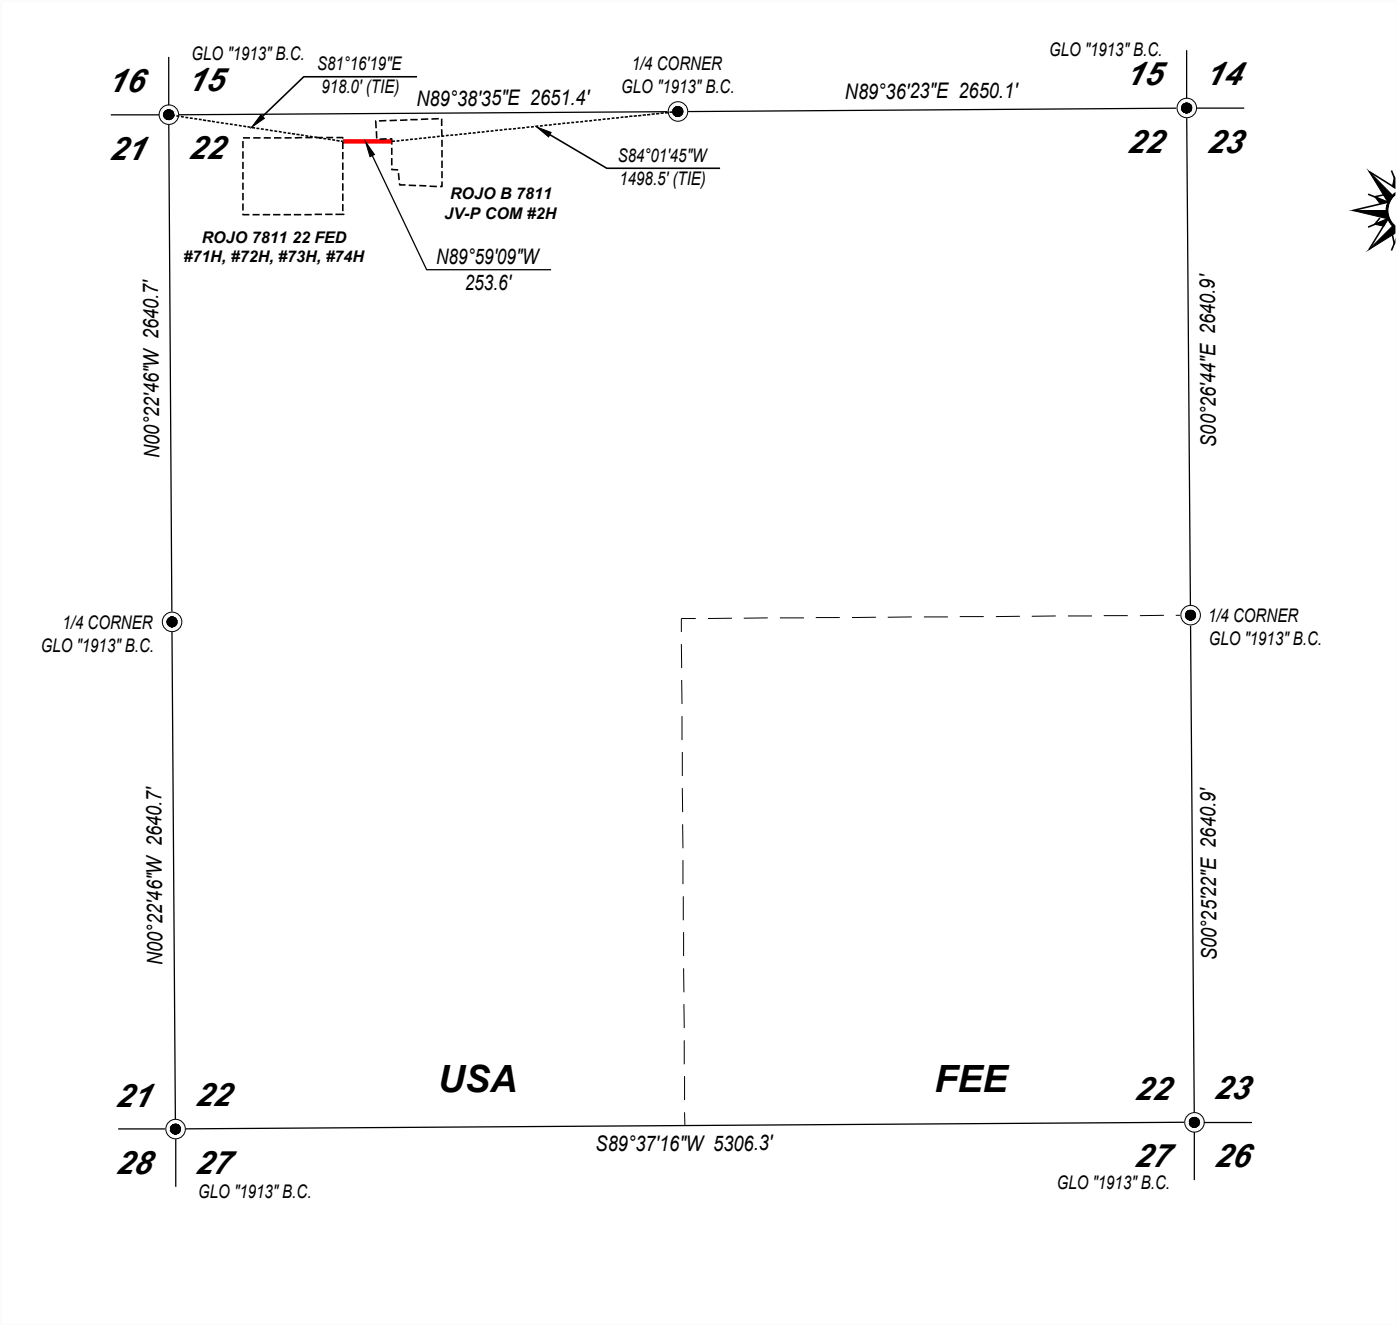 GLO "1913" B.C.
16 15
S81°16'19"E
918.0' (TIE)
1/4 CORNER
GLO "1913" B.C.
N89°38'35"E 2651.4'
N89°36'23"E 2650.1'
GLO "1913" B.C.
15 14
21 22
22 23
S84°01'45"W
1498.5' (TIE)
ROJO B 7811
JV-P COM #2H
ROJO 7811 22 FED
#71H, #72H, #73H, #74H
N89°59'09"W
253.6'
N00°22'46"W 2640.7'
S00°26'44"E 2640.9'
1/4 CORNER
GLO "1913" B.C.
1/4 CORNER
GLO "1913" B.C.
N00°22'46"W 2640.7'
S00°25'22"E 2640.9'
USA
FEE
21 22
22 23
S89°37'16"W 5306.3'
28 27
27 26
GLO "1913" B.C.
GLO "1913" B.C.